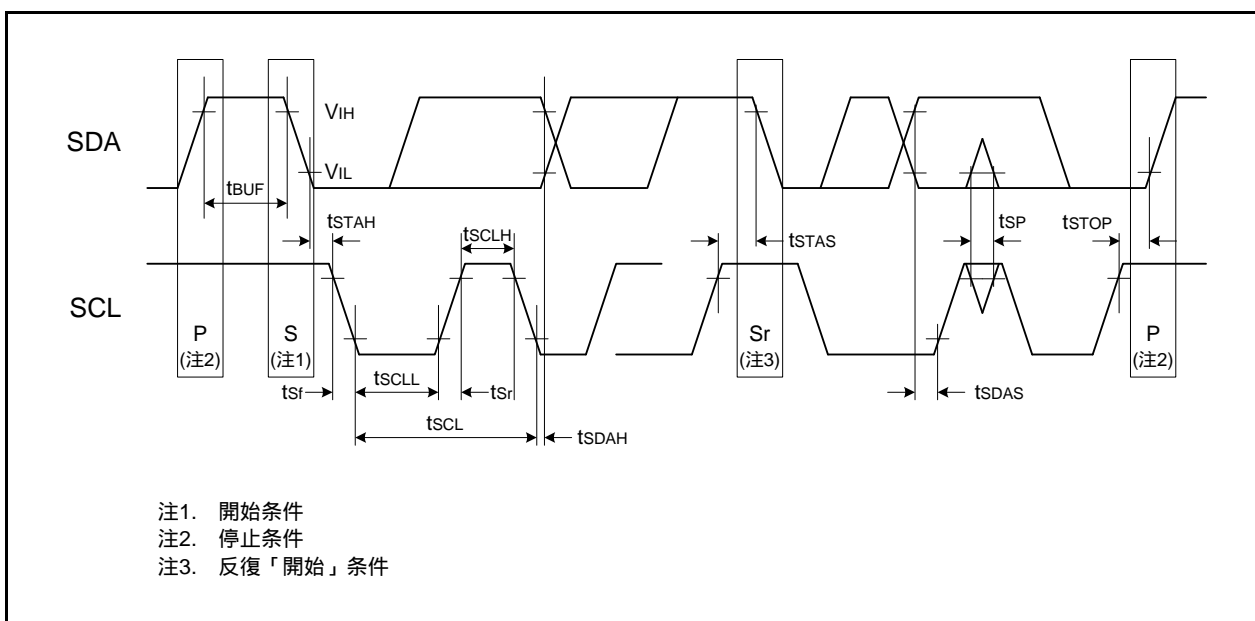 SDA
VIH
VIL
tBUF
tSTAH
tSCLH
tSTAS
tSP
tSTOP
SCL
P
(注2)
S
(注1)
Sr
(注3)
P
(注2)
tSf
tSCLL
tSr
tSDAS
tSCL
tSDAH
注1. 開始条件
注2. 停止条件
注3. 反復「開始」条件